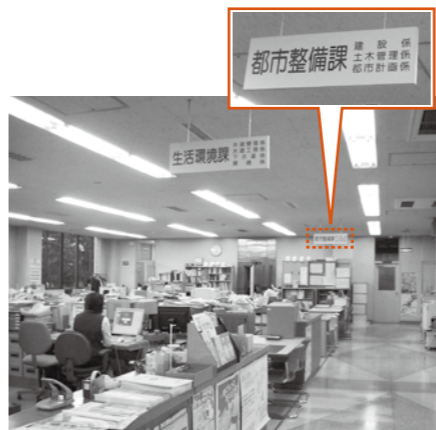 都市整備課
建設係
土木管理係
都市計画係
生活環境課